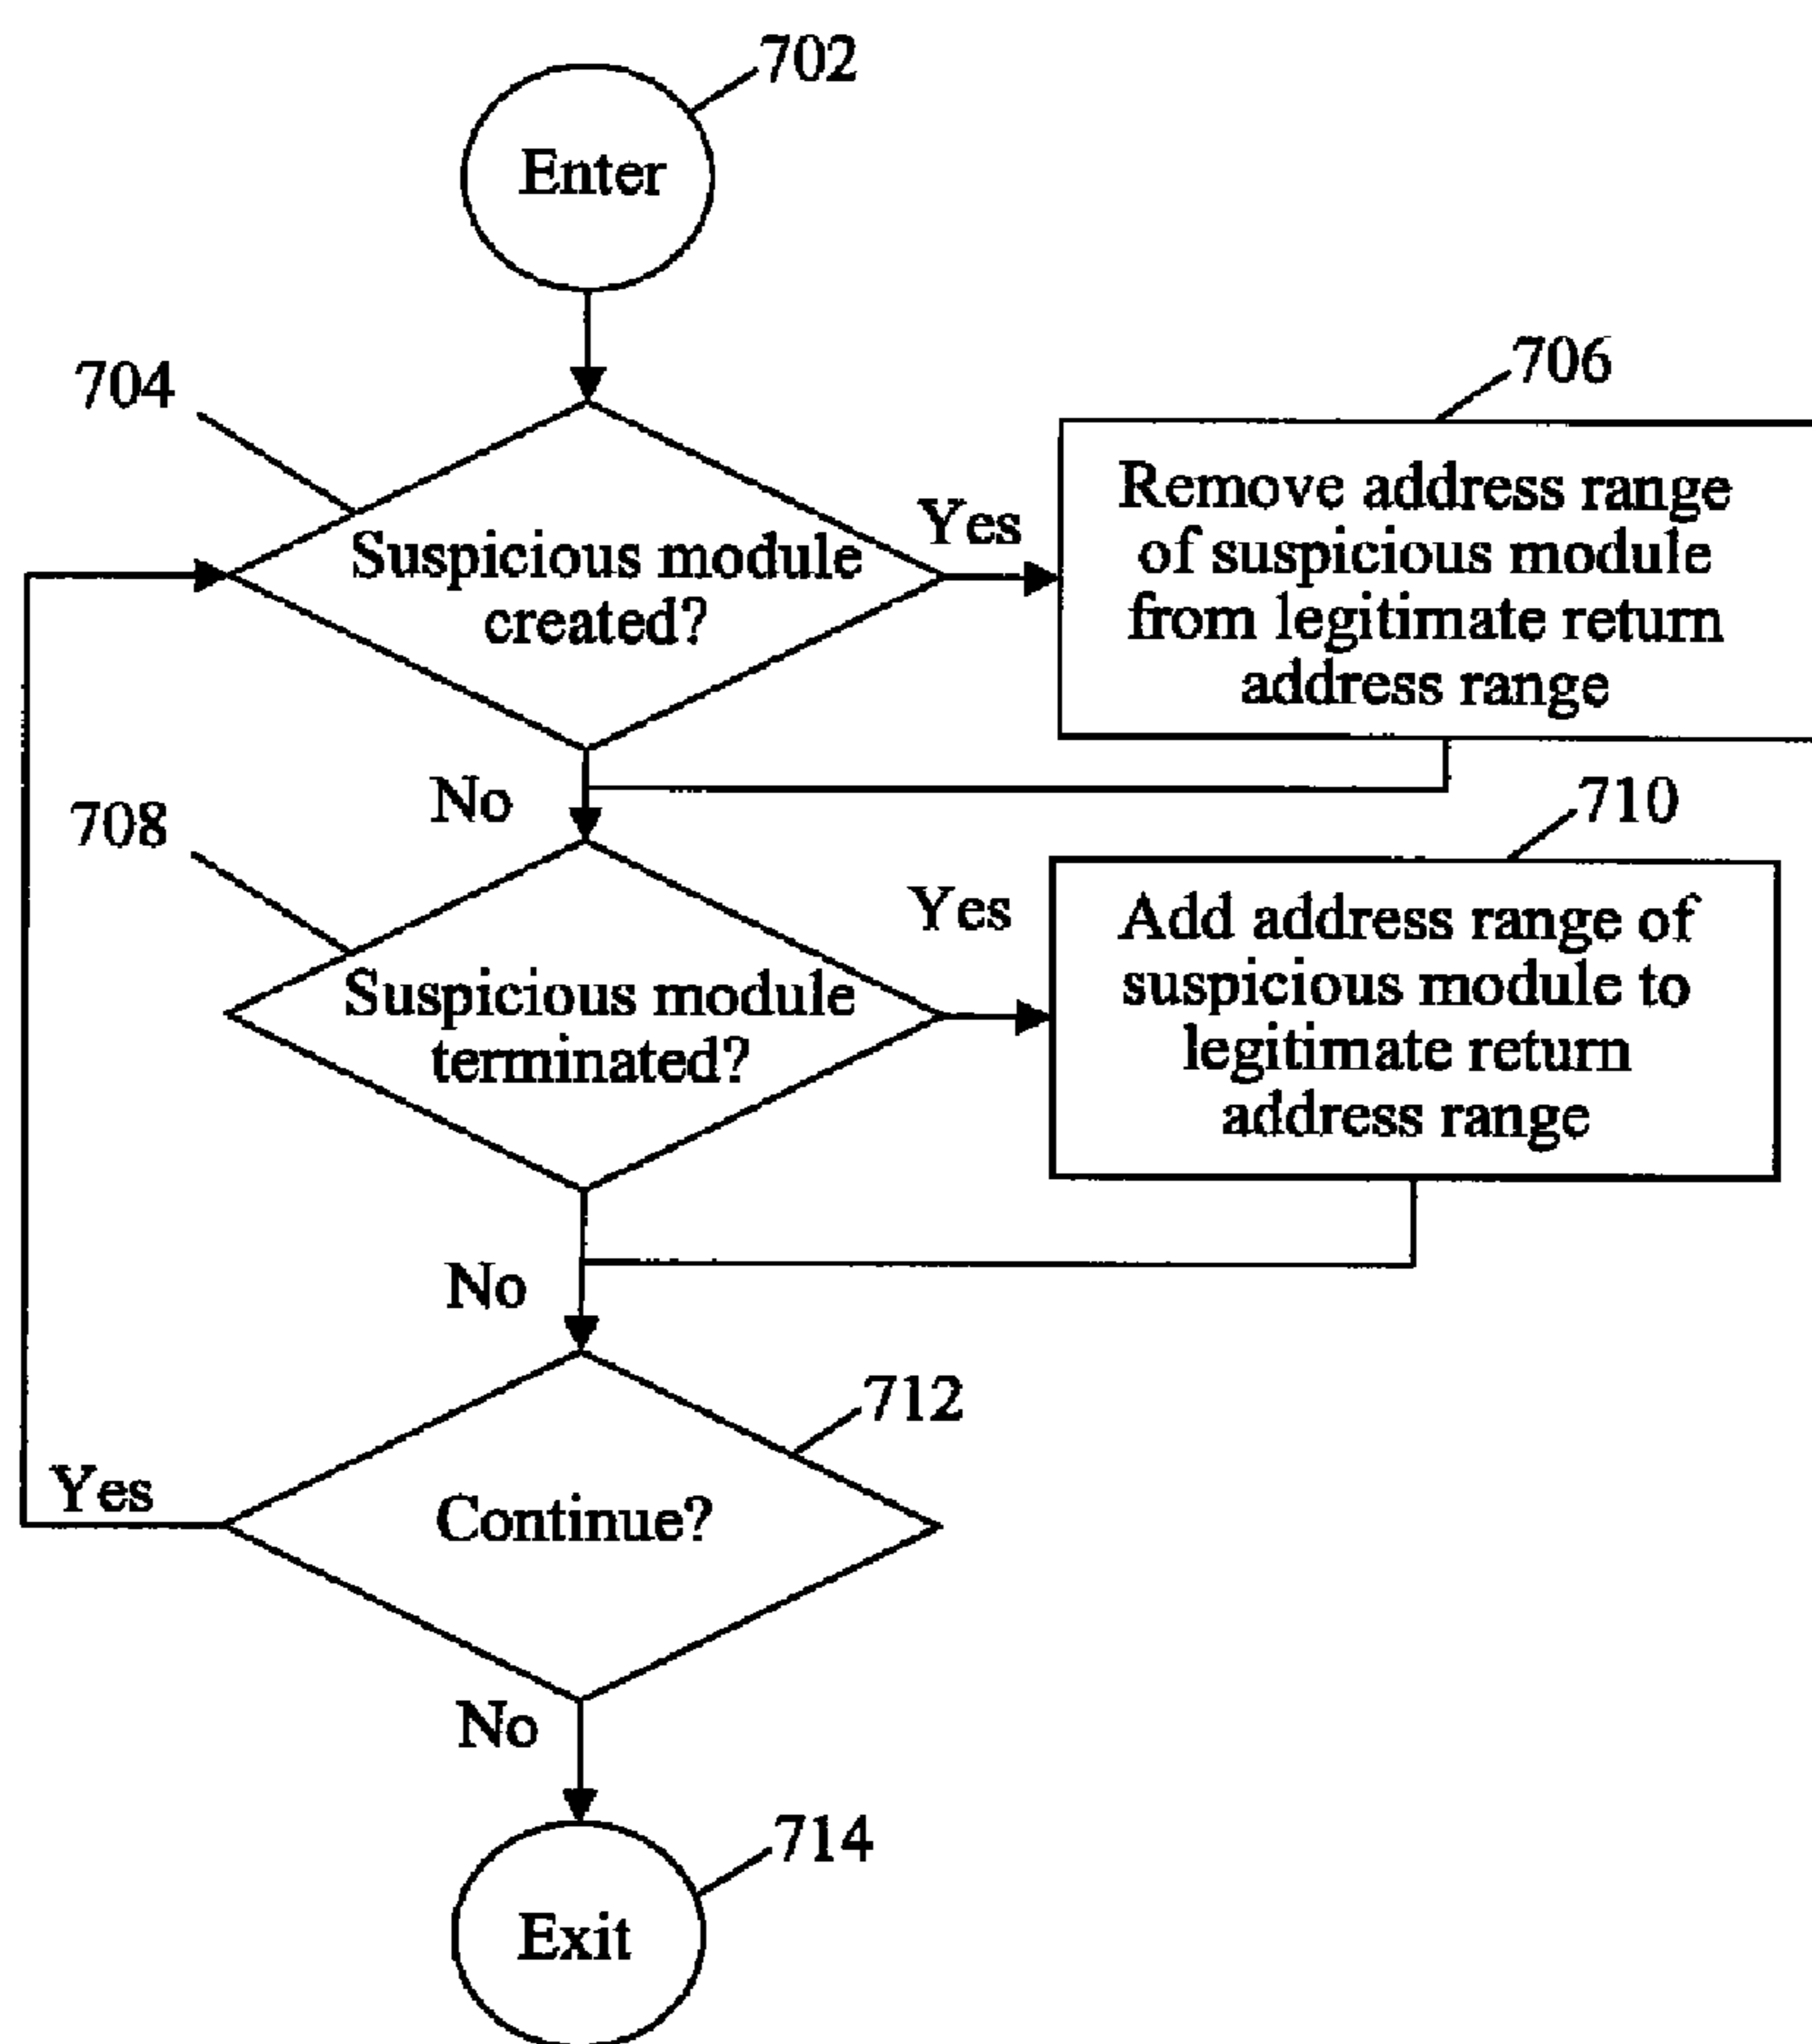 702
Enter
704
706
Suspicious module
created?
Yes
Remove address range
of suspicious module
from legitimate return
address range
No
708
710
Suspicious module
terminated?
Yes
Add address range of
suspicious module to
legitimate return
address range
No
712
Continue?
Yes
No
714
Exit